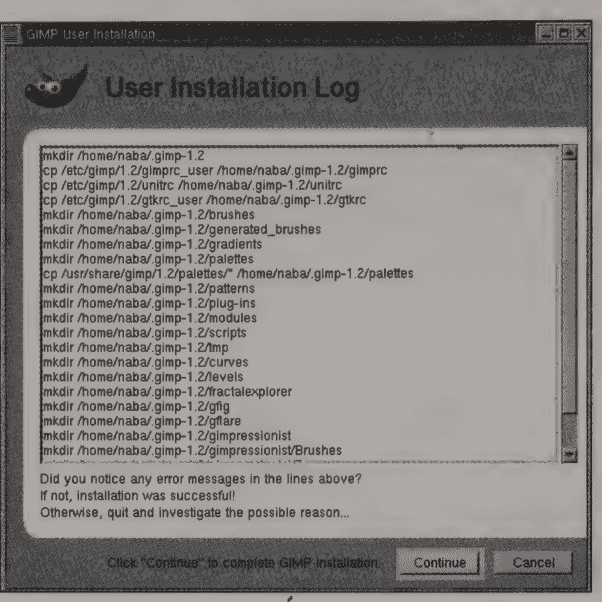 GIMP User Installation
User Installation Log
mkdir /home/naba/.gimp-1.2
cp /etc/gimp/1.2/gimprc_user /home/naba/.gimp-1.2/gimprc
cp /etc/gimp/1.2/unitrc /home/naba/.gimp-1.2/unitrc
cp /etc/gimp/1.2/gtkrc_user /home/naba/.gimp-1.2/gtkrc
mkdir /home/naba/.gimp-1.2/brushes
mkdir /home/naba/.gimp-1.2/generated_brushes
mkdir /home/naba/.gimp-1.2/gradients
mkdir /home/naba/.gimp-1.2/palettes
cp /usr/share/gimp/1.2/palettes/* /home/naba/.gimp-1.2/palettes
mkdir /home/naba/.gimp-1.2/patterns
mkdir /home/naba/.gimp-1.2/plug-ins
mkdir /home/naba/.gimp-1.2/modules
mkdir /home/naba/.gimp-1.2/scripts
mkdir /home/naba/.gimp-1.2/tmp
mkdir /home/naba/.gimp-1.2/curves
mkdir /home/naba/.gimp-1.2/levels
mkdir /home/naba/.gimp-1.2/fractalexplorer
mkdir /home/naba/.gimp-1.2/gfig
mkdir /home/naba/.gimp-1.2/gflare
mkdir /home/naba/.gimp-1.2/gimpressionist
mkdir /home/naba/.gimp-1.2/gimpressionist/Brushes
Did you notice any error messages in the lines above?
If not, installation was successful!
Otherwise, quit and investigate the possible reason...
Click "Continue" to complete GIMP installation.
Continue
Cancel